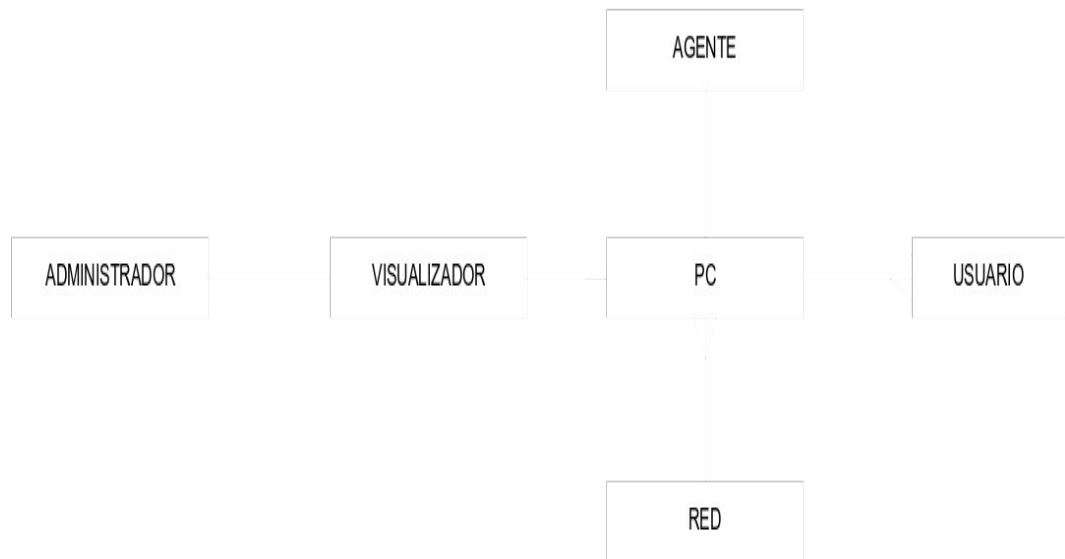 AGENTE
ADMINISTRADOR
VISUALIZADOR
PC
USUARIO
RED